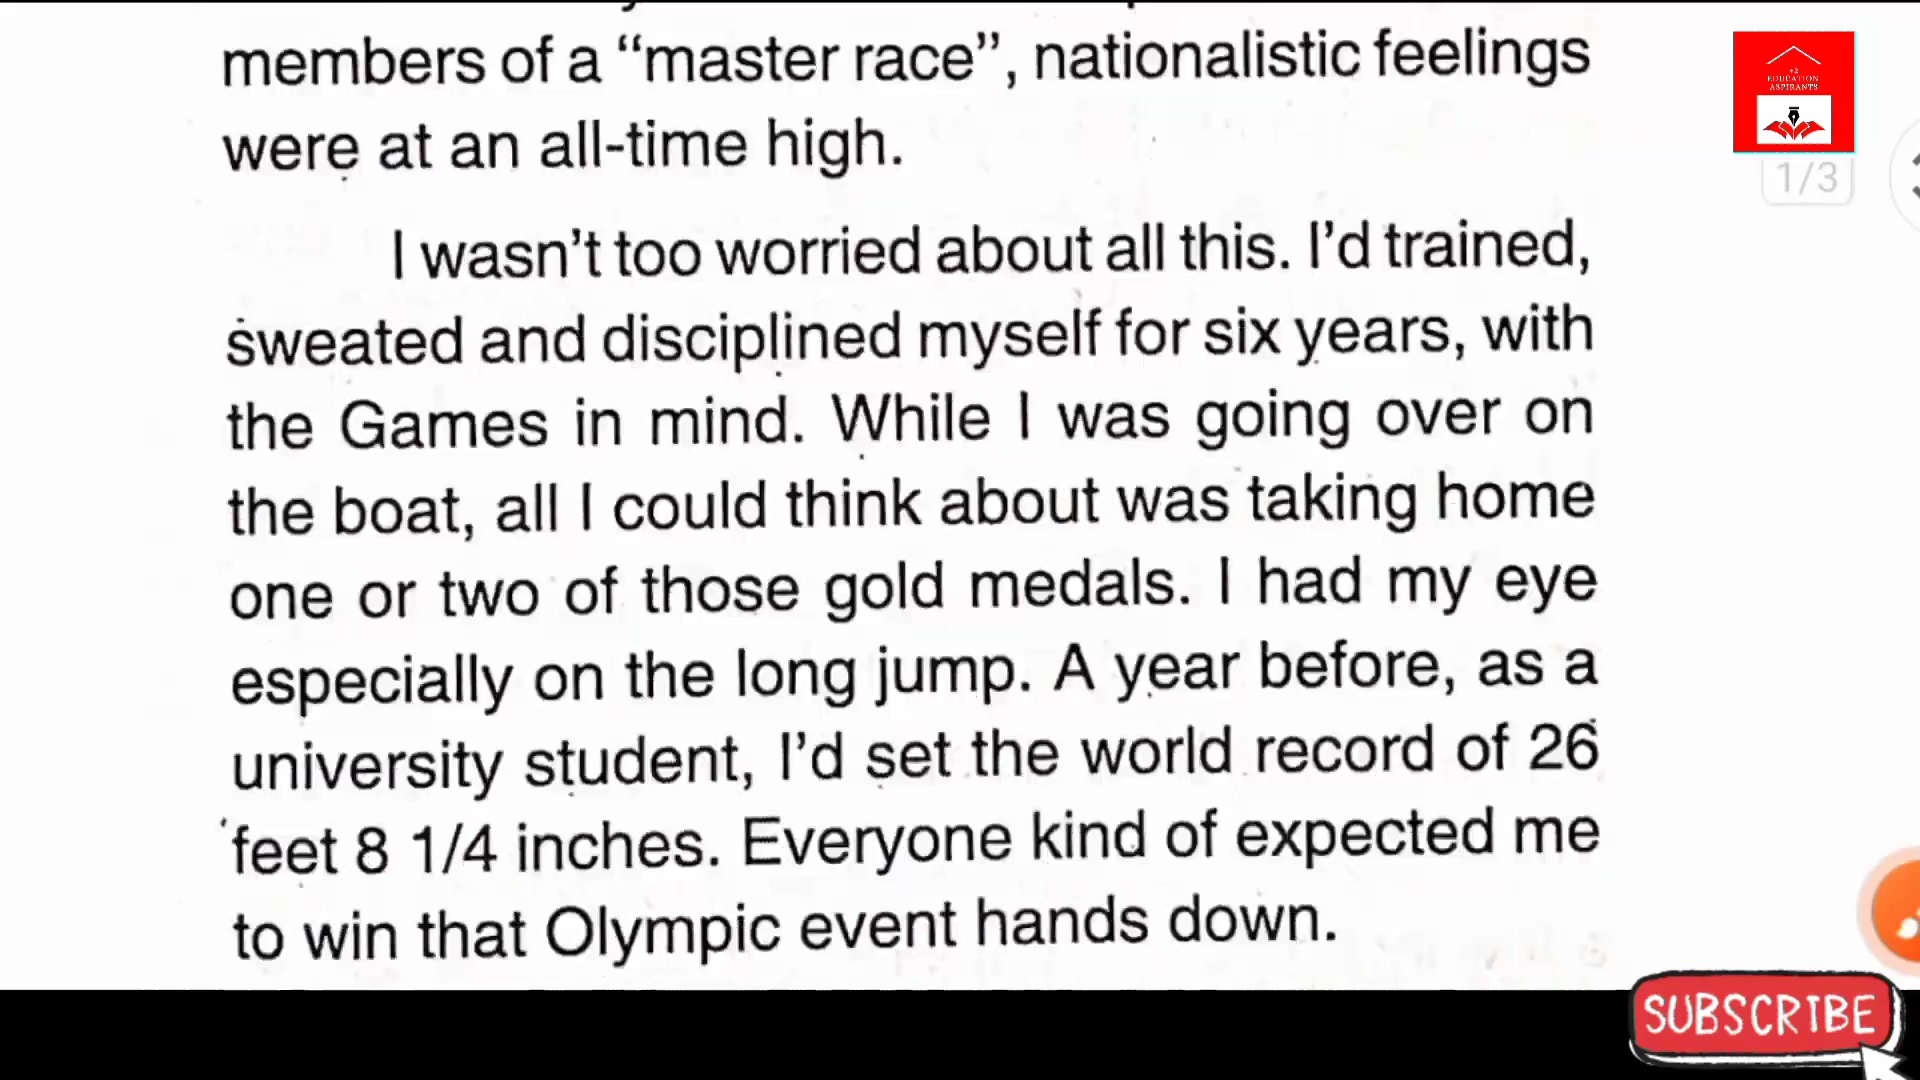 members of a “master race”, nationalistic feelings
were at an all-time high.
I wasn’t too worried about all this. I’d trained,
sweated and disciplined myself for six years, with
the Games in mind. While I was going over on
the boat, all I could think about was taking home
one or two of those gold medals. I had my eye
especially on the long jump. A year before, as a
university student, I’d set the world record of 26
feet 8 1/4 inches. Everyone kind of expected me
to win that Olympic event hands down.
+2
EDUCATION
ASPIRANTS
1/3
SUBSCRIBE